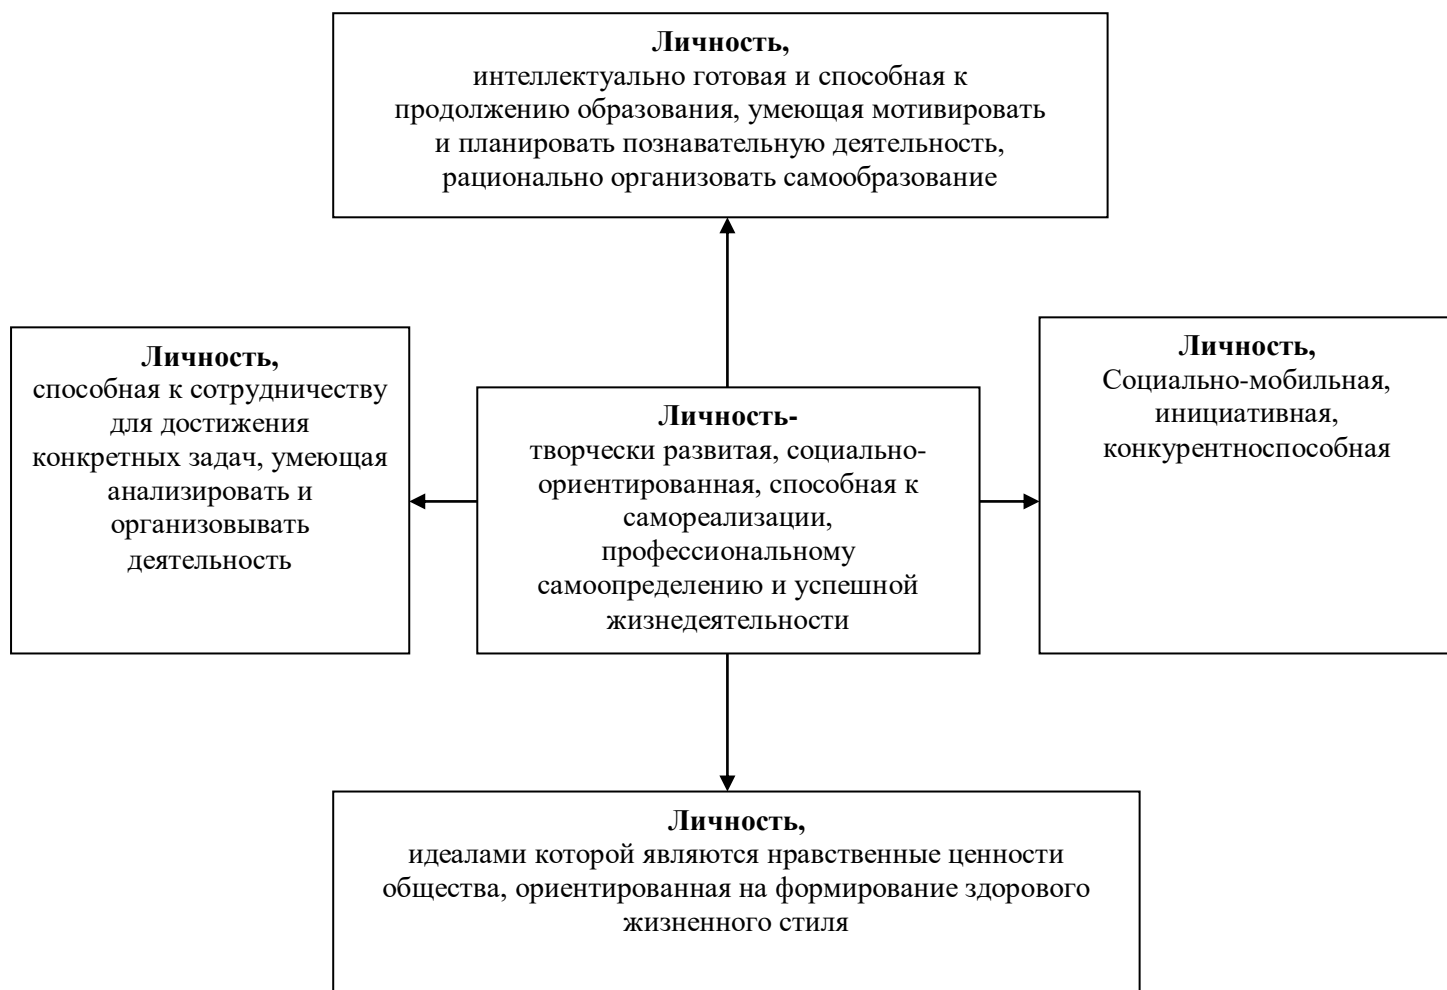 Личность,
интеллектуально готовая и способная к
продолжению образования, умеющая мотивировать
и планировать познавательную деятельность,
рационально организовать самообразование
Личность,
способная к сотрудничеству
для достижения
конкретных задач, умеющая
анализировать и
организовывать
деятельность
Личность-
творчески развитая, социально-
ориентированная, способная к
самореализации,
профессиональному
самоопределению и успешной
жизнедеятельности
Личность,
Социально-мобильная,
инициативная,
конкурентноспособная
Личность,
идеалами которой являются нравственные ценности
общества, ориентированная на формирование здорового
жизненного стиля